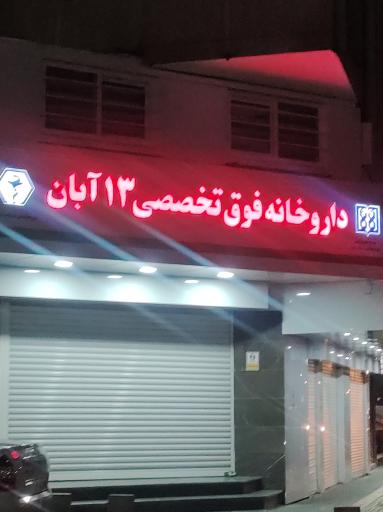 داروخانه فوق تخصصی ۱۳ آبان